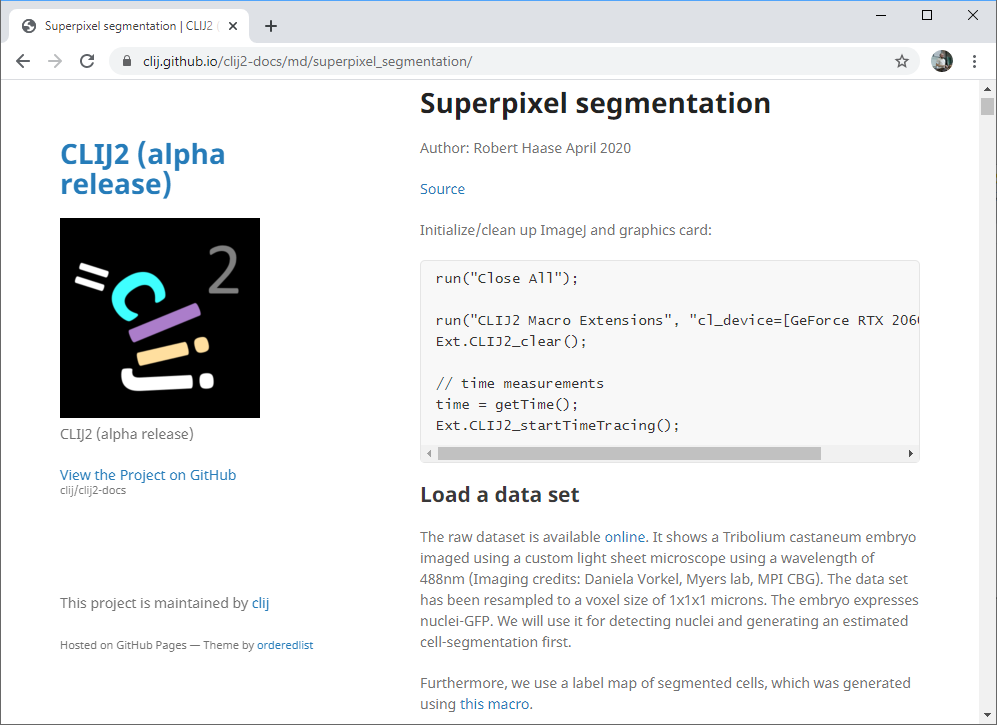 Superpixel segmentation | CLIJ2 (
clij.github.io/clij2-docs/md/superpixel_segmentation/
CLIJ2 (alpha
release)
=clij
2
CLIJ2 (alpha release)
View the Project on GitHub
clij/clij2-docs
This project is maintained by clij
Hosted on GitHub Pages — Theme by orderedlist
Superpixel segmentation
Author: Robert Haase April 2020
Source
Initialize/clean up ImageJ and graphics card:
run("Close All");
run("CLIJ2 Macro Extensions", "cl_device=[GeForce RTX 206
Ext.CLIJ2_clear();
// time measurements
time = getTime();
Ext.CLIJ2_startTimeTracing();
Load a data set
The raw dataset is available online. It shows a Tribolium castaneum embryo
imaged using a custom light sheet microscope using a wavelength of
488nm (Imaging credits: Daniela Vorkel, Myers lab, MPI CBG). The data set
has been resampled to a voxel size of 1x1x1 microns. The embryo expresses
nuclei-GFP. We will use it for detecting nuclei and generating an estimated
cell-segmentation first.
Furthermore, we use a label map of segmented cells, which was generated
using this macro.